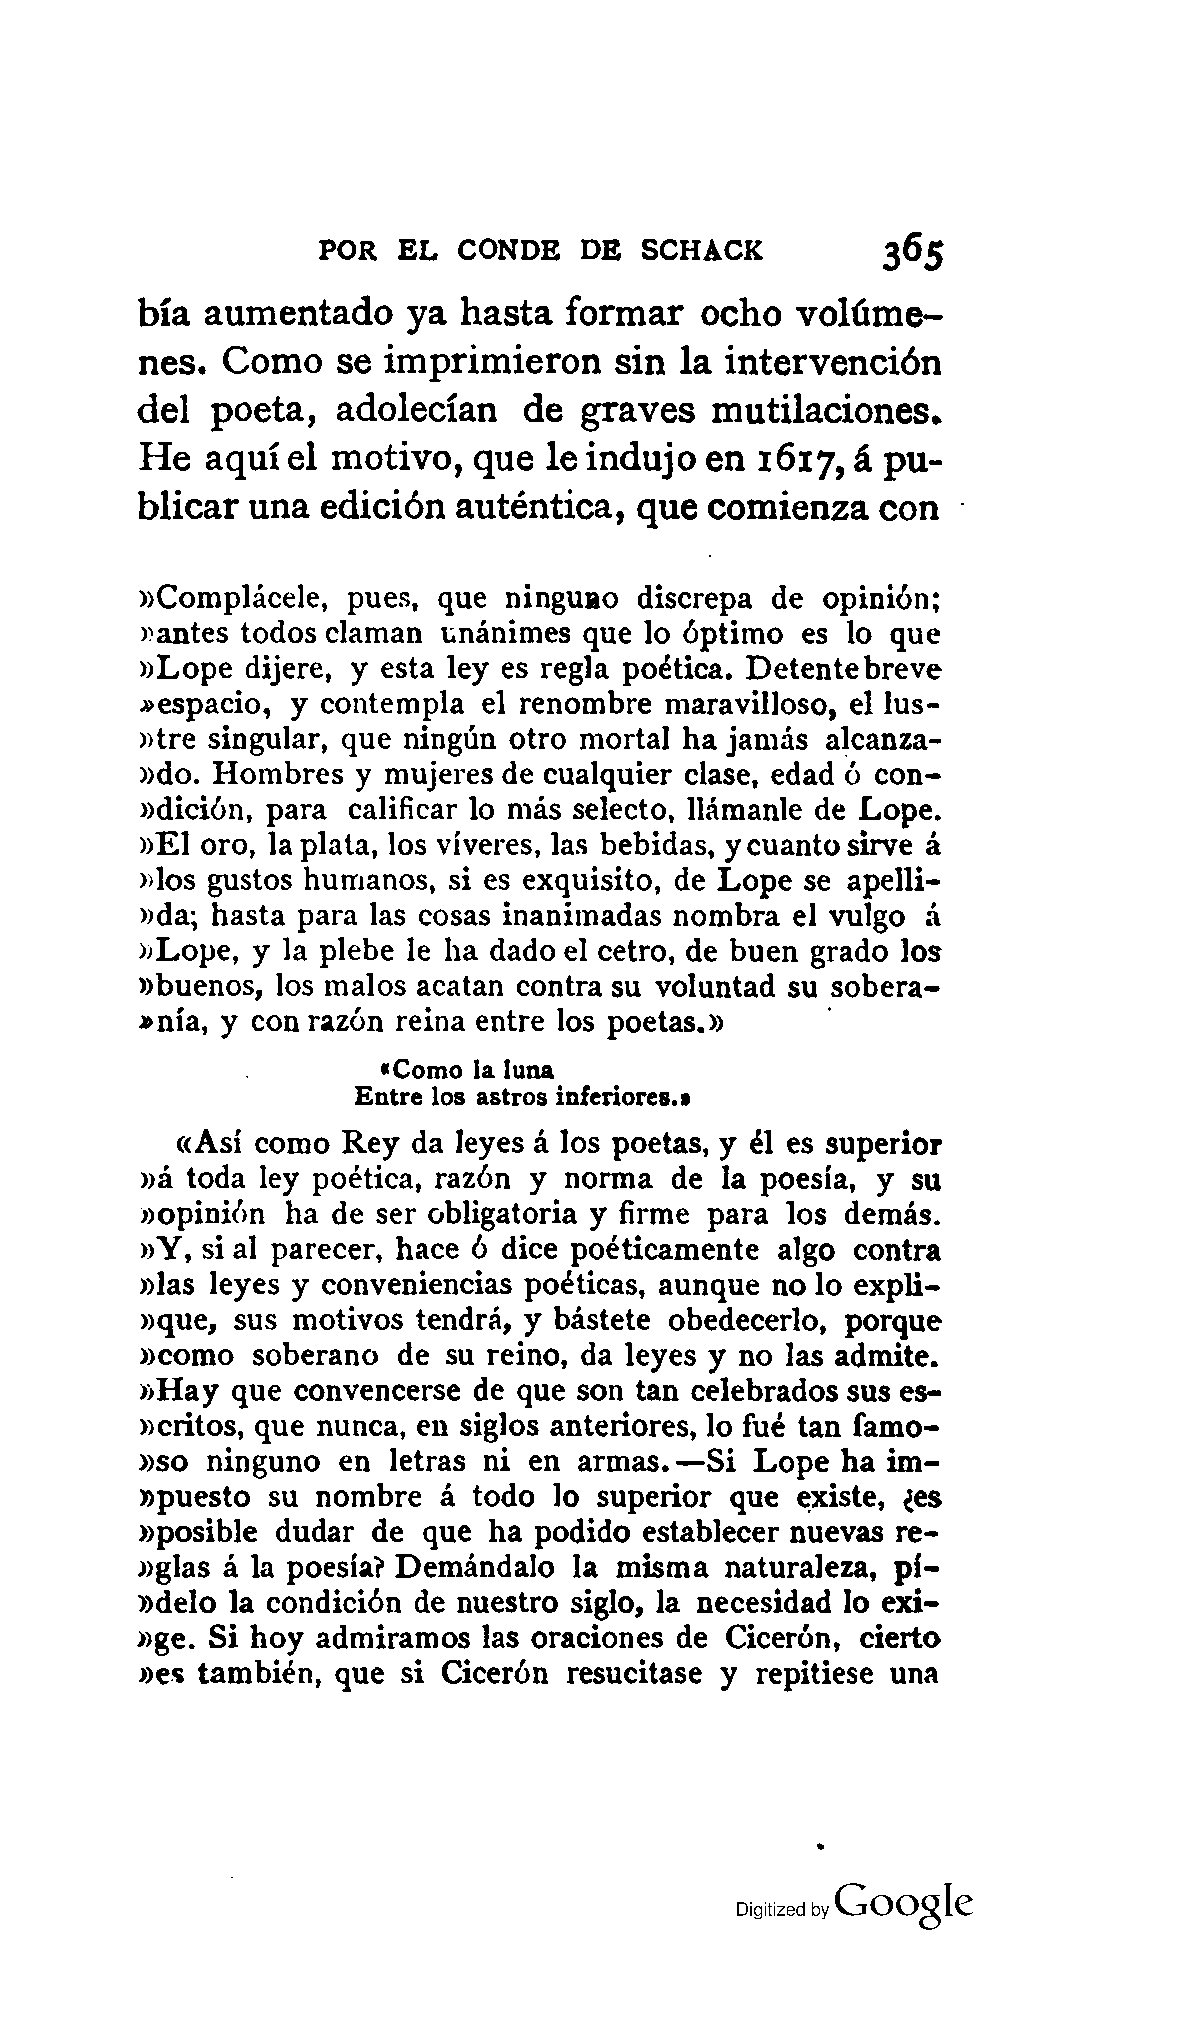 POR EL CONDE DE SCHACK 365
bía aumentado ya hasta formar ocho volúme-
nes. Como se imprimieron sin la intervención
del poeta, adolecían de graves mutilaciones.
He aquí el motivo, que le indujo en 1617, á pu-
blicar una edición auténtica, que comienza con
»Complácele, pues, que ninguno discrepa de opinión;
»antes todos claman unánimes que lo óptimo es lo que
»Lope dijere, y esta ley es regla poética. Detente breve
»espacio, y contempla el renombre maravilloso, el lus-
»tre singular, que ningún otro mortal ha jamás alcanza-
»do. Hombres y mujeres de cualquier clase, edad ó con-
»dición, para calificar lo más selecto, llámanle de Lope.
»El oro, la plata, los víveres, las bebidas, y cuanto sirve á
»los gustos humanos, si es exquisito, de Lope se apelli-
»da; hasta para las cosas inanimadas nombra el vulgo á
»Lope, y la plebe le ha dado el cetro, de buen grado los
»buenos, los malos acatan contra su voluntad su sobera-
»nía, y con razón reina entre los poetas.»
«Como la luna
Entre los astros inferiores.»
«Así como Rey da leyes á los poetas, y él es superior
»á toda ley poética, razón y norma de la poesía, y su
»opinión ha de ser obligatoria y firme para los demás.
»Y, si al parecer, hace ó dice poéticamente algo contra
»las leyes y conveniencias poéticas, aunque no lo expli-
»que, sus motivos tendrá, y bástete obedecerlo, porque
»como soberano de su reino, da leyes y no las admite.
»Hay que convencerse de que son tan celebrados sus es-
»critos, que nunca, en siglos anteriores, lo fué tan famo-
»so ninguno en letras ni en armas.—Si Lope ha im-
»puesto su nombre á todo lo superior que existe, ¿es
»posible dudar de que ha podido establecer nuevas re-
»glas á la poesía? Demándalo la misma naturaleza, pí-
»delo la condición de nuestro siglo, la necesidad lo exi-
»ge. Si hoy admiramos las oraciones de Cicerón, cierto
»es también, que si Cicerón resucitase y repitiese una
Digitized by Google